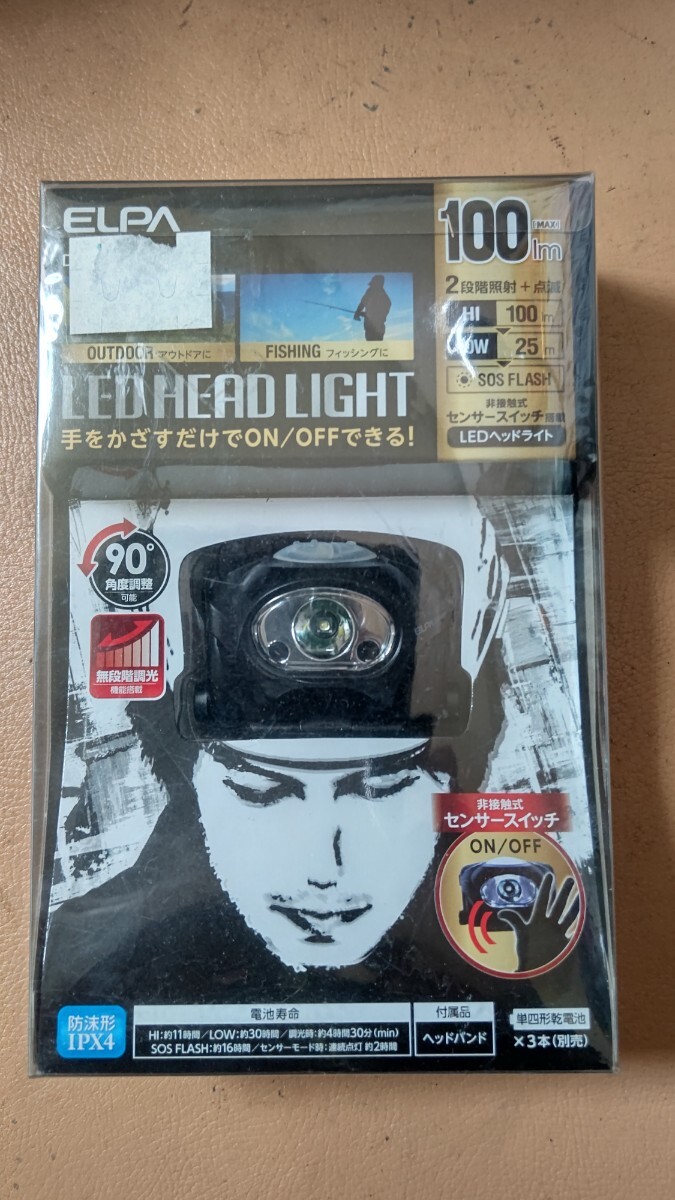 ELPA
100 MAX lm
2段階照射+点滅
HI 100 lm
LOW 25 lm
SOS FLASH
非接触式
センサースイッチ搭載
LEDヘッドライト
OUTDOOR アウトドアに
FISHING フィッシングに
LED HEAD LIGHT
手をかざすだけでON/OFFできる!
90°
角度調整
可能
無段階調光
機能搭載
ELPA
非接触式
センサースイッチ
ON/OFF
防沫形
IPX4
電池寿命
HI:約11時間/LOW:約30時間/調光時:約4時間30分(min)
SOS FLASH:約16時間/センサーモード時:連続点灯 約2時間
付属品
ヘッドバンド
単四形乾電池
×3本(別売)